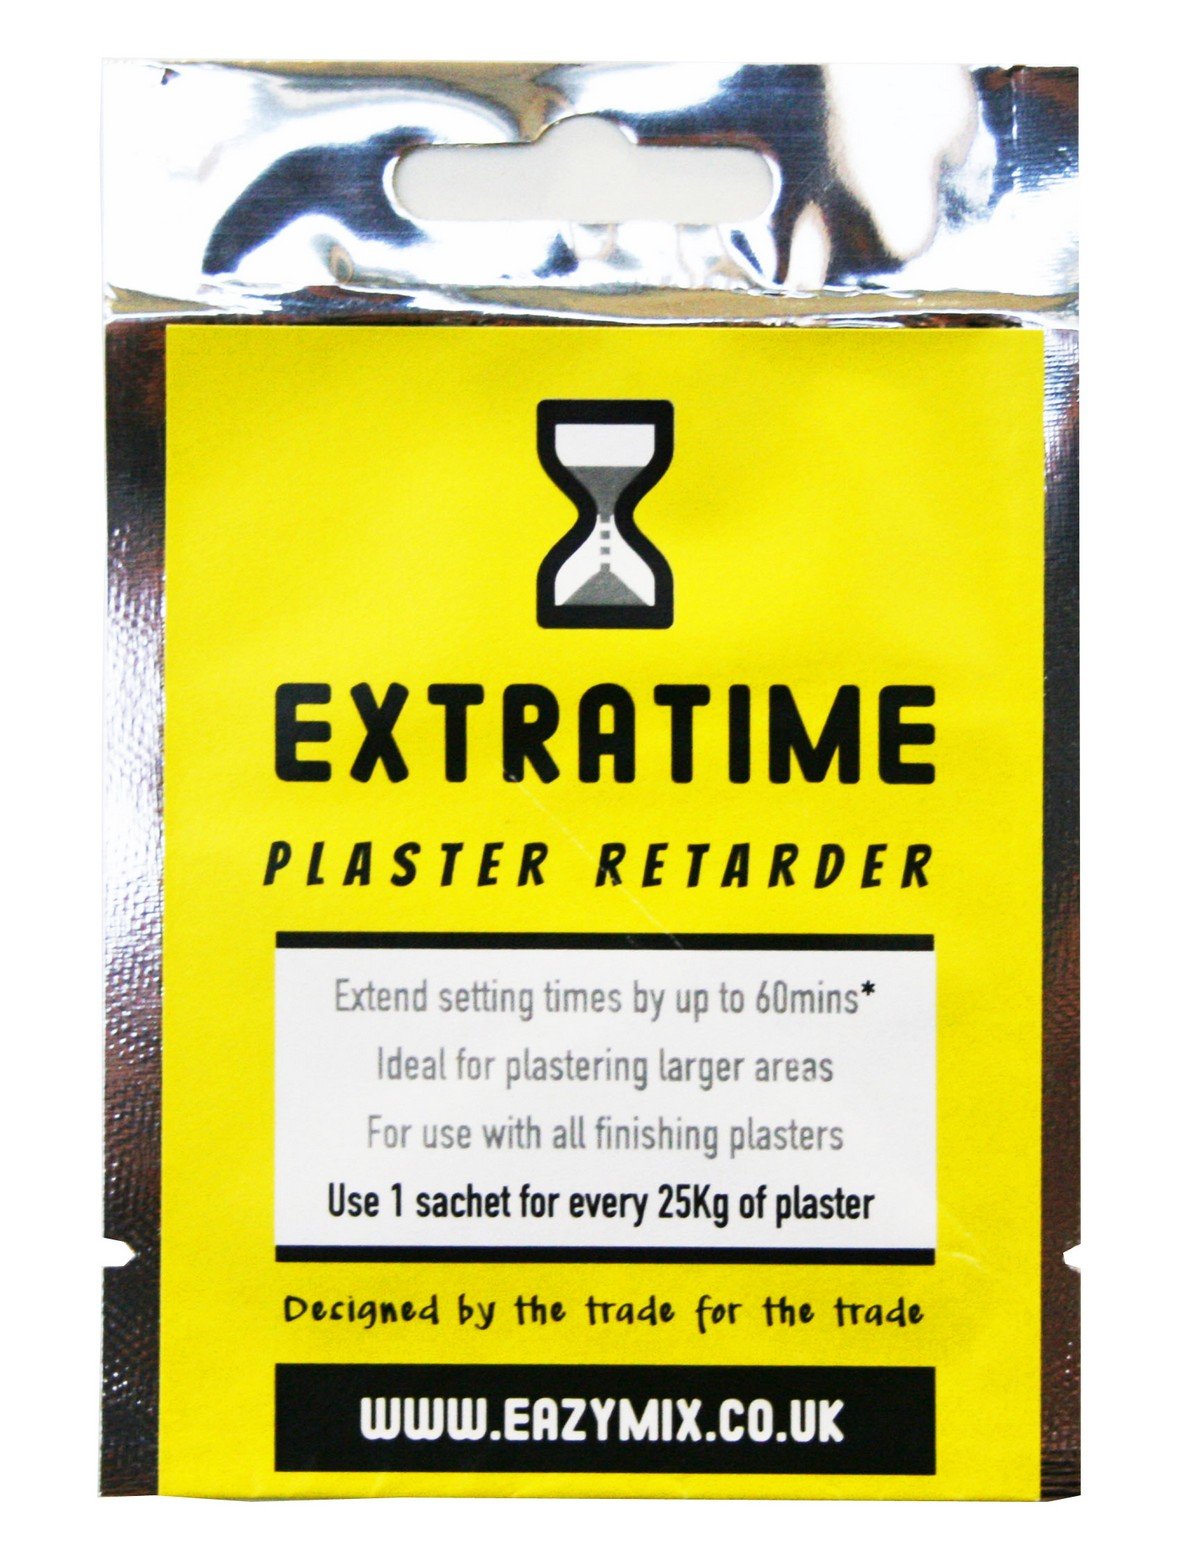 EXTRATIME
PLASTER RETARDER
Extend setting times by up to 60mins*
Ideal for plastering larger areas
For use with all finishing plasters
Use 1 sachet for every 25Kg of plaster
Designed by the trade for the trade
WWW.EAZYMIX.CO.UK